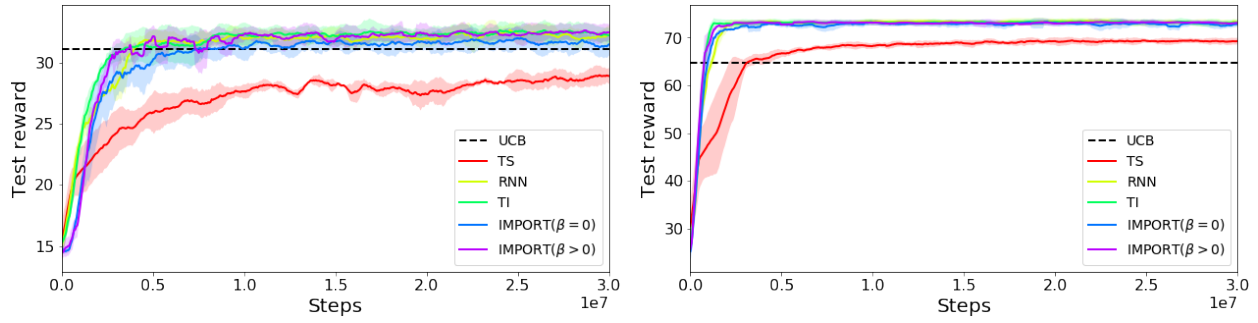 Test reward
35
30
25
20
15
0.0 0.5 1.0 1.5 2.0 2.5 3.0
1e7
Steps
UCB
TS
RNN
TI
IMPORT(β = 0)
IMPORT(β > 0)
Test reward
70
60
50
40
30
0.0 0.5 1.0 1.5 2.0 2.5 3.0
1e7
Steps
UCB
TS
RNN
TI
IMPORT(β = 0)
IMPORT(β > 0)